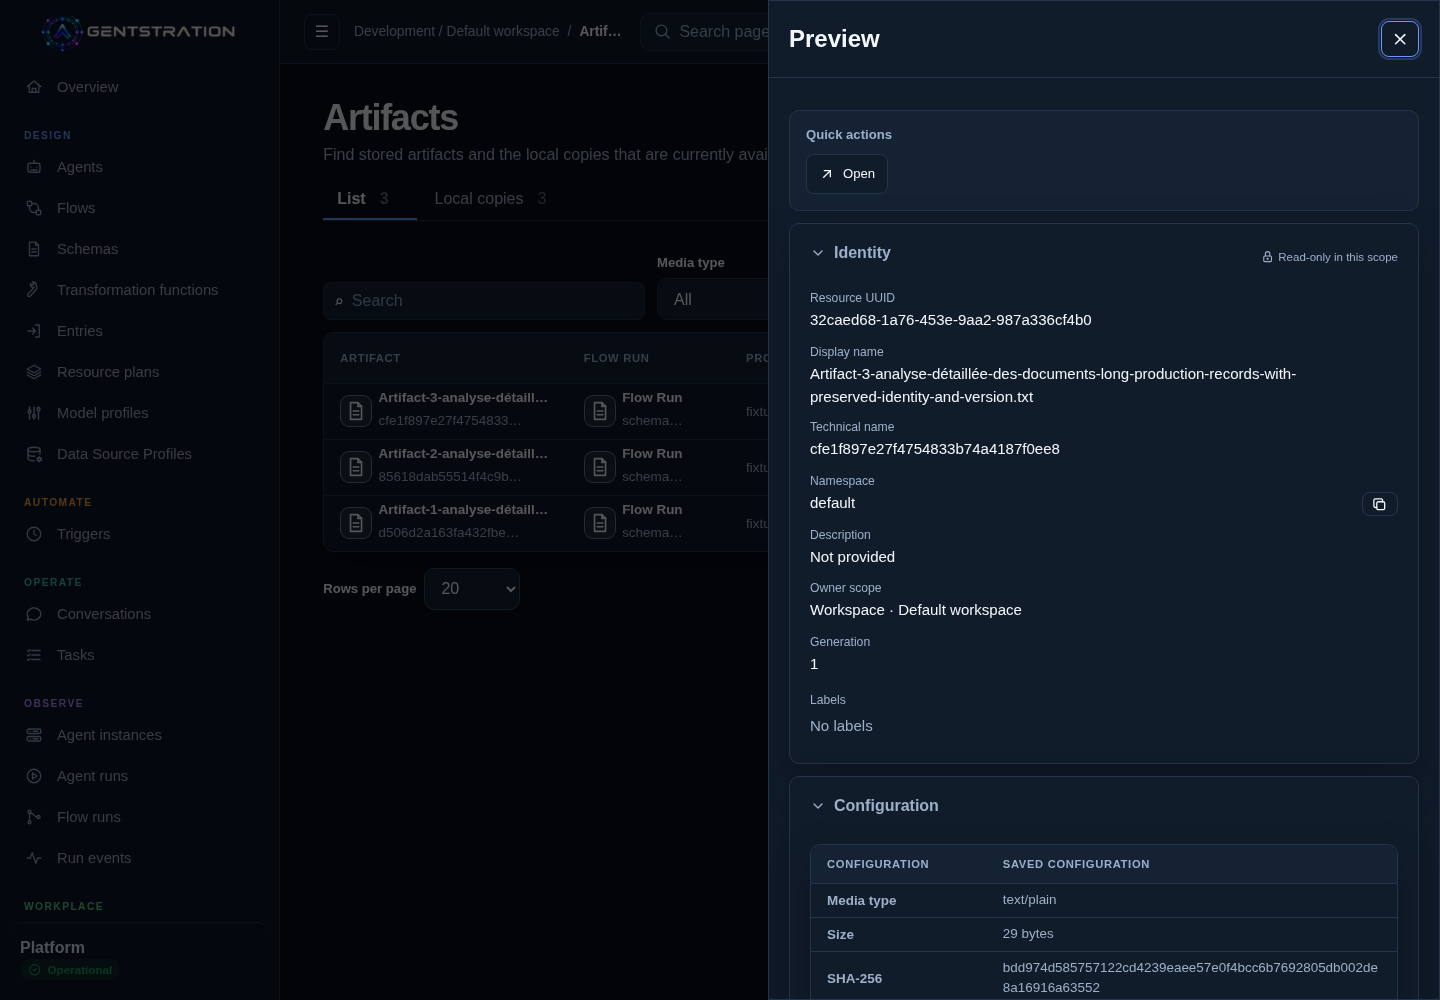 GENTSTRATION
Overview
DESIGN
Agents
Flows
Schemas
Transformation functions
Entries
Resource plans
Model profiles
Data Source Profiles
AUTOMATE
Triggers
OPERATE
Conversations
Tasks
OBSERVE
Agent instances
Agent runs
Flow runs
Run events
WORKPLACE
Platform
Operational
Development / Default workspace / Artif…
Search page
Artifacts
Find stored artifacts and the local copies that are currently avai
List 3 Local copies 3
Media type
Search
All
ARTIFACT FLOW RUN PRO
Artifact-3-analyse-détaill… Flow Run
cfe1f897e27f4754833… schema… fixtu
Artifact-2-analyse-détaill… Flow Run
85618dab55514f4c9b… schema… fixtu
Artifact-1-analyse-détaill… Flow Run
d506d2a163fa432fbe… schema… fixtu
Rows per page 20
Preview
Quick actions
Open
Identity
Read-only in this scope
Resource UUID
32caed68-1a76-453e-9aa2-987a336cf4b0
Display name
Artifact-3-analyse-détaillée-des-documents-long-production-records-with-
preserved-identity-and-version.txt
Technical name
cfe1f897e27f4754833b74a4187f0ee8
Namespace
default
Description
Not provided
Owner scope
Workspace · Default workspace
Generation
1
Labels
No labels
Configuration
CONFIGURATION SAVED CONFIGURATION
Media type text/plain
Size 29 bytes
SHA-256 bdd974d585757122cd4239eaee57e0f4bcc6b7692805db002de
8a16916a63552